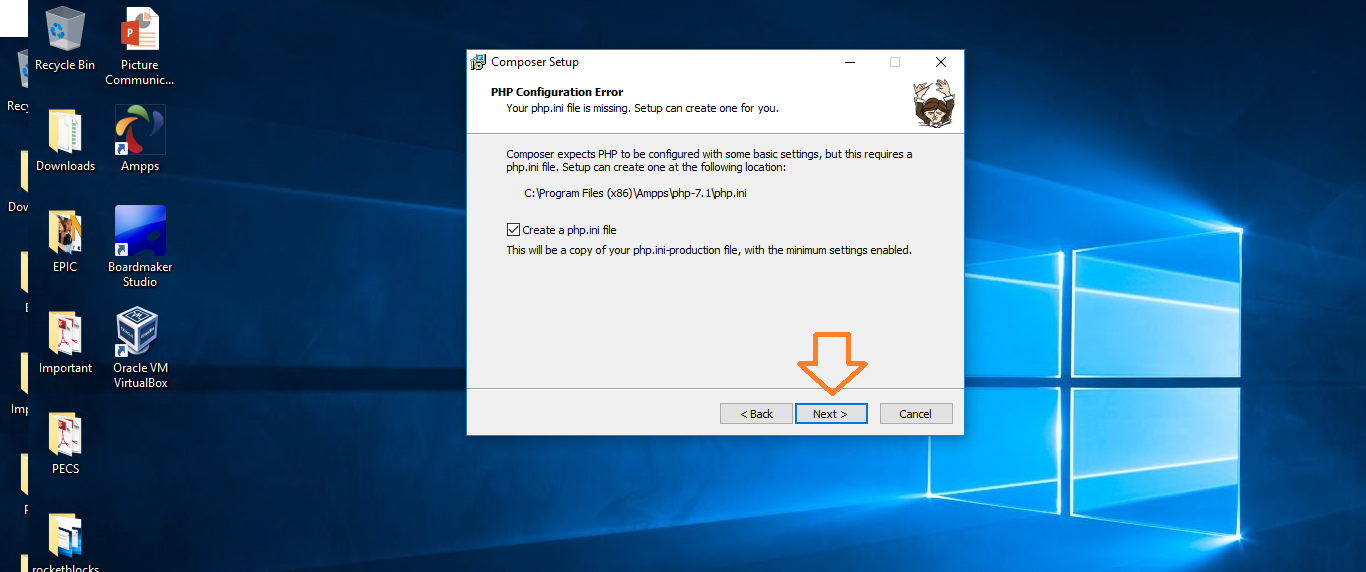 Recycle Bin
Picture
Communic...
Recy
Downloads
Ampps
Dow
EPIC
Boardmaker
Studio
E
Important
Oracle VM
VirtualBox
Imp
PECS
P
rocketblocks
Composer Setup
PHP Configuration Error
Your php.ini file is missing. Setup can create one for you.
Composer expects PHP to be configured with some basic settings, but this requires a
php.ini file. Setup can create one at the following location:
C:\Program Files (x86)\Ampps\php-7.1\php.ini
Create a php.ini file
This will be a copy of your php.ini-production file, with the minimum settings enabled.
< Back
Next >
Cancel